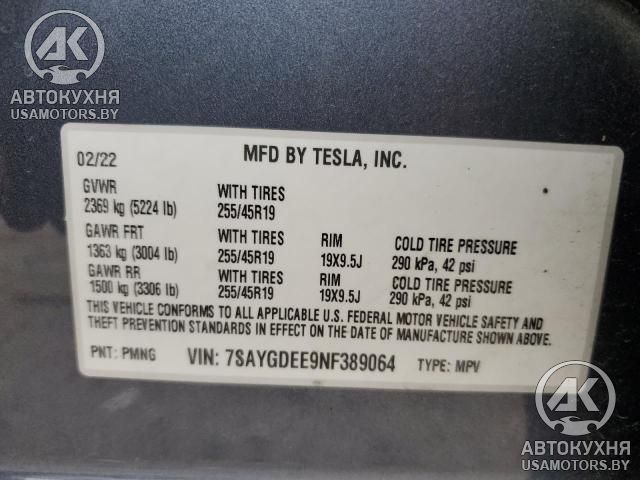 AK
АВТОКУХНЯ
USAMOTORS.BY
02/22 MFD BY TESLA, INC.
GVWR WITH TIRES
2369 kg (5224 lb) 255/45R19
GAWR FRT WITH TIRES RIM COLD TIRE PRESSURE
1363 kg (3004 lb) 255/45R19 19X9.5J 290 kPa, 42 psi
GAWR RR WITH TIRES RIM COLD TIRE PRESSURE
1500 kg (3306 lb) 255/45R19 19X9.5J 290 kPa, 42 psi
THIS VEHICLE CONFORMS TO ALL APPLICABLE U.S. FEDERAL MOTOR VEHICLE SAFETY AND
THEFT PREVENTION STANDARDS IN EFFECT ON THE DATE OF MANUFACTURE SHOWN ABOVE.
PNT: PMNG VIN: 7SAYGDEE9NF389064 TYPE: MPV
AK
АВТОКУХНЯ
USAMOTORS.BY